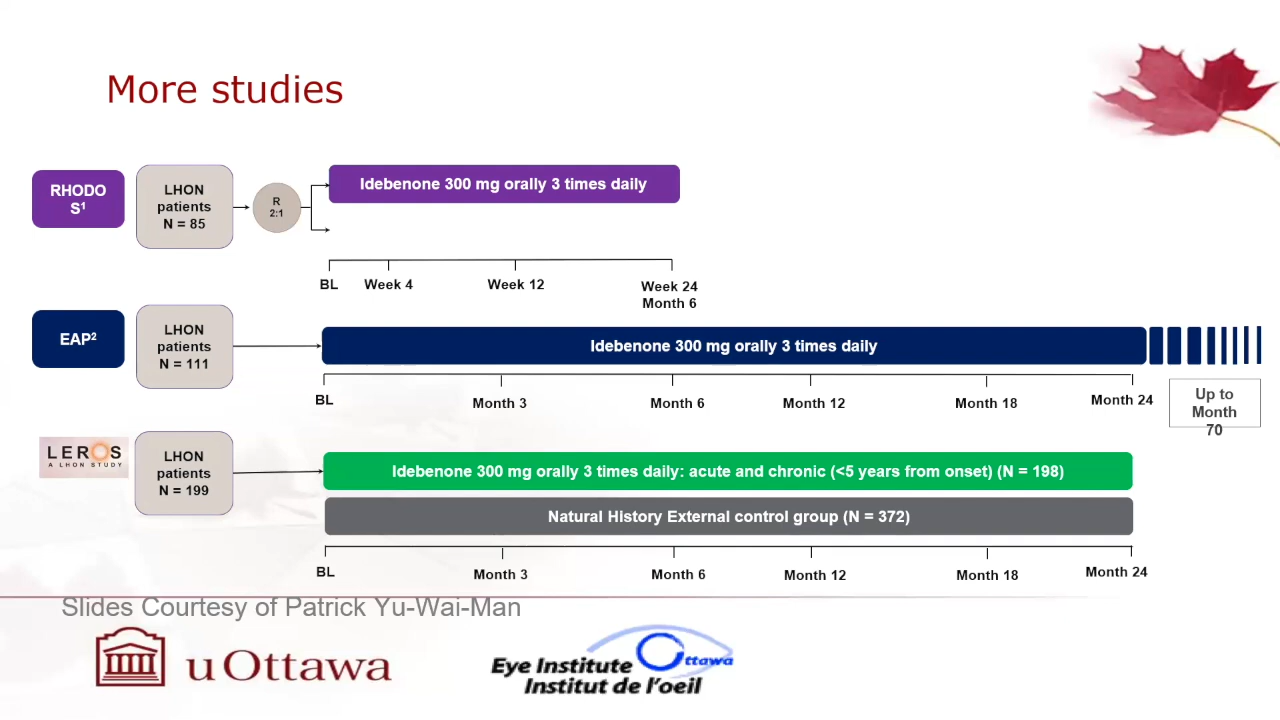 More studies
RHODO
S¹
LHON
patients
N = 85
R
2:1
Idebenone 300 mg orally 3 times daily
BL
Week 4
Week 12
Week 24
Month 6
EAP²
LHON
patients
N = 111
Idebenone 300 mg orally 3 times daily
BL
Month 3
Month 6
Month 12
Month 18
Month 24
Up to
Month
70
LEROS
A LHON STUDY
LHON
patients
N = 199
Idebenone 300 mg orally 3 times daily: acute and chronic (<5 years from onset) (N = 198)
Natural History External control group (N = 372)
BL
Month 3
Month 6
Month 12
Month 18
Month 24
Slides Courtesy of Patrick Yu-Wai-Man
uOttawa
Eye Institute Ottawa
Institut de l'oeil